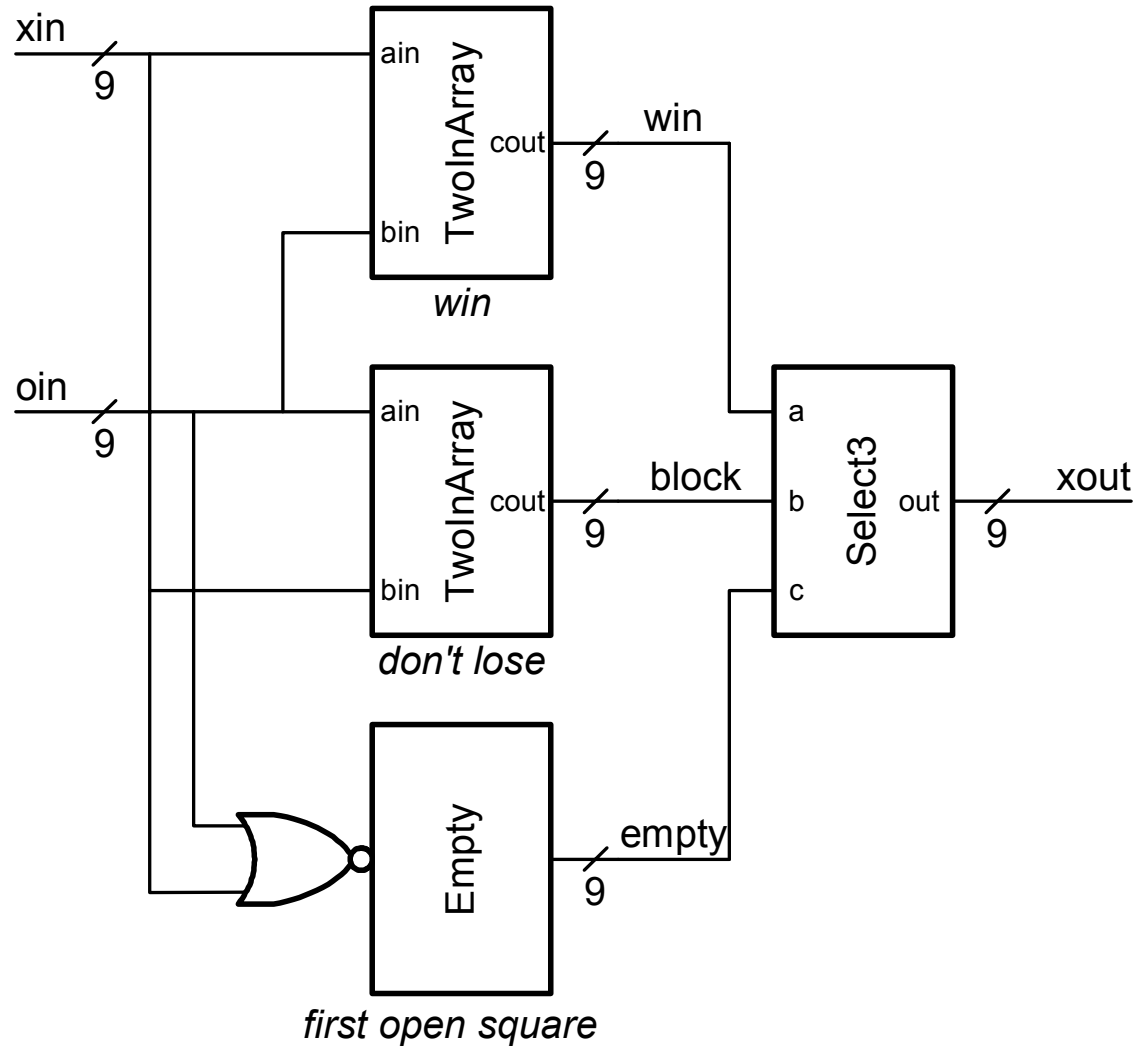 xin
9
ain
TwoInArray
cout
bin
win
9
win
oin
9
ain
TwoInArray
cout
bin
block
9
don't lose
a
b
c
Select3
out
xout
9
Empty
empty
9
first open square